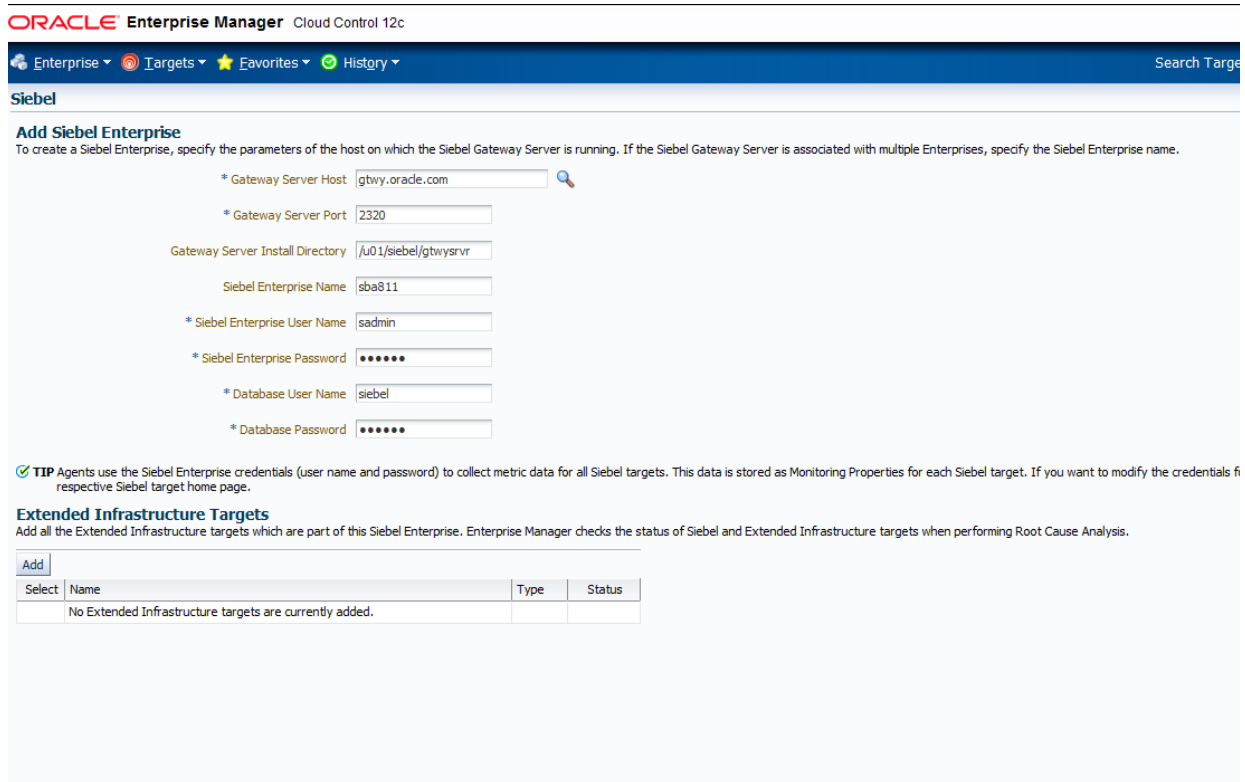 ORACLE Enterprise Manager Cloud Control 12c
Enterprise Targets Favorites History Search Targe
Siebel
Add Siebel Enterprise
To create a Siebel Enterprise, specify the parameters of the host on which the Siebel Gateway Server is running. If the Siebel Gateway Server is associated with multiple Enterprises, specify the Siebel Enterprise name.
* Gateway Server Host gtwy.oracle.com
* Gateway Server Port 2320
Gateway Server Install Directory /u01/siebel/gtwysrvr
Siebel Enterprise Name sba811
* Siebel Enterprise User Name sadmin
* Siebel Enterprise Password ••••••
* Database User Name siebel
* Database Password ••••••
TIP Agents use the Siebel Enterprise credentials (user name and password) to collect metric data for all Siebel targets. This data is stored as Monitoring Properties for each Siebel target. If you want to modify the credentials f
respective Siebel target home page.
Extended Infrastructure Targets
Add all the Extended Infrastructure targets which are part of this Siebel Enterprise. Enterprise Manager checks the status of Siebel and Extended Infrastructure targets when performing Root Cause Analysis.
Add
Select Name Type Status
No Extended Infrastructure targets are currently added.